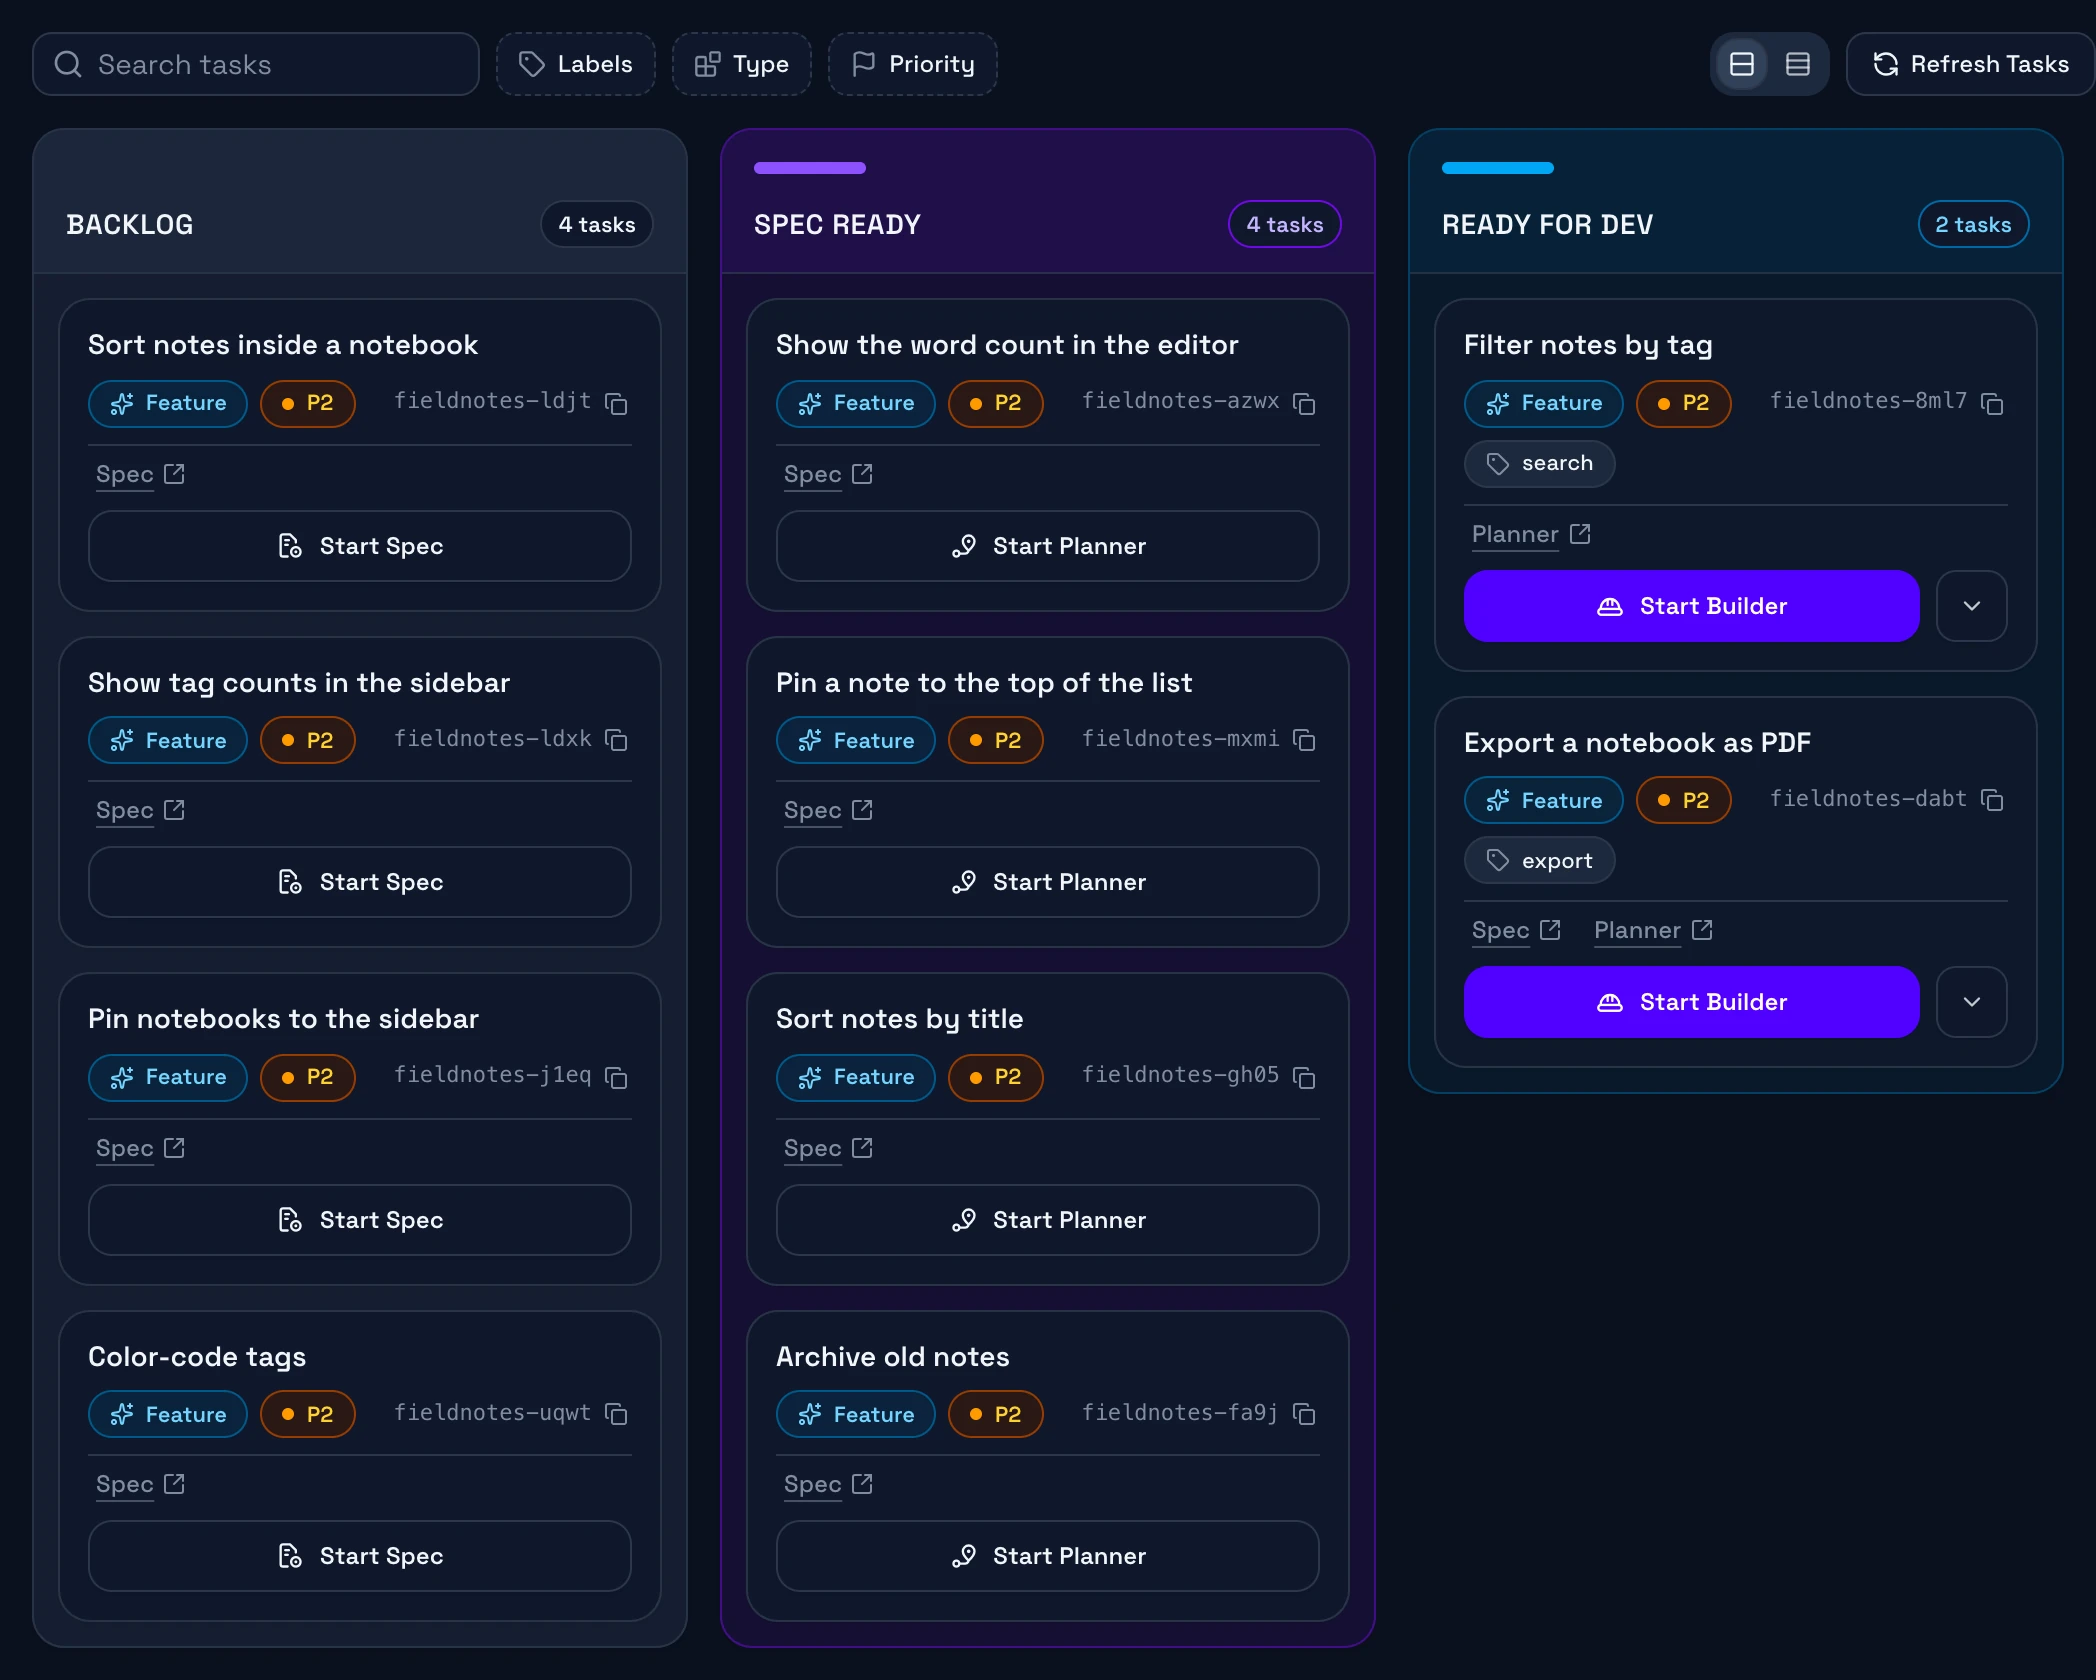 Search tasks
Labels
Type
Priority
Refresh Tasks
BACKLOG
4 tasks
Sort notes inside a notebook
Feature
P2
fieldnotes-ldjt
Spec
Start Spec
Show tag counts in the sidebar
Feature
P2
fieldnotes-ldxk
Spec
Start Spec
Pin notebooks to the sidebar
Feature
P2
fieldnotes-j1eq
Spec
Start Spec
Color-code tags
Feature
P2
fieldnotes-uqwt
Spec
Start Spec
SPEC READY
4 tasks
Show the word count in the editor
Feature
P2
fieldnotes-azwx
Spec
Start Planner
Pin a note to the top of the list
Feature
P2
fieldnotes-mxmi
Spec
Start Planner
Sort notes by title
Feature
P2
fieldnotes-gh05
Spec
Start Planner
Archive old notes
Feature
P2
fieldnotes-fa9j
Spec
Start Planner
READY FOR DEV
2 tasks
Filter notes by tag
Feature
P2
fieldnotes-8ml7
search
Planner
Start Builder
Export a notebook as PDF
Feature
P2
fieldnotes-dabt
export
Spec
Planner
Start Builder